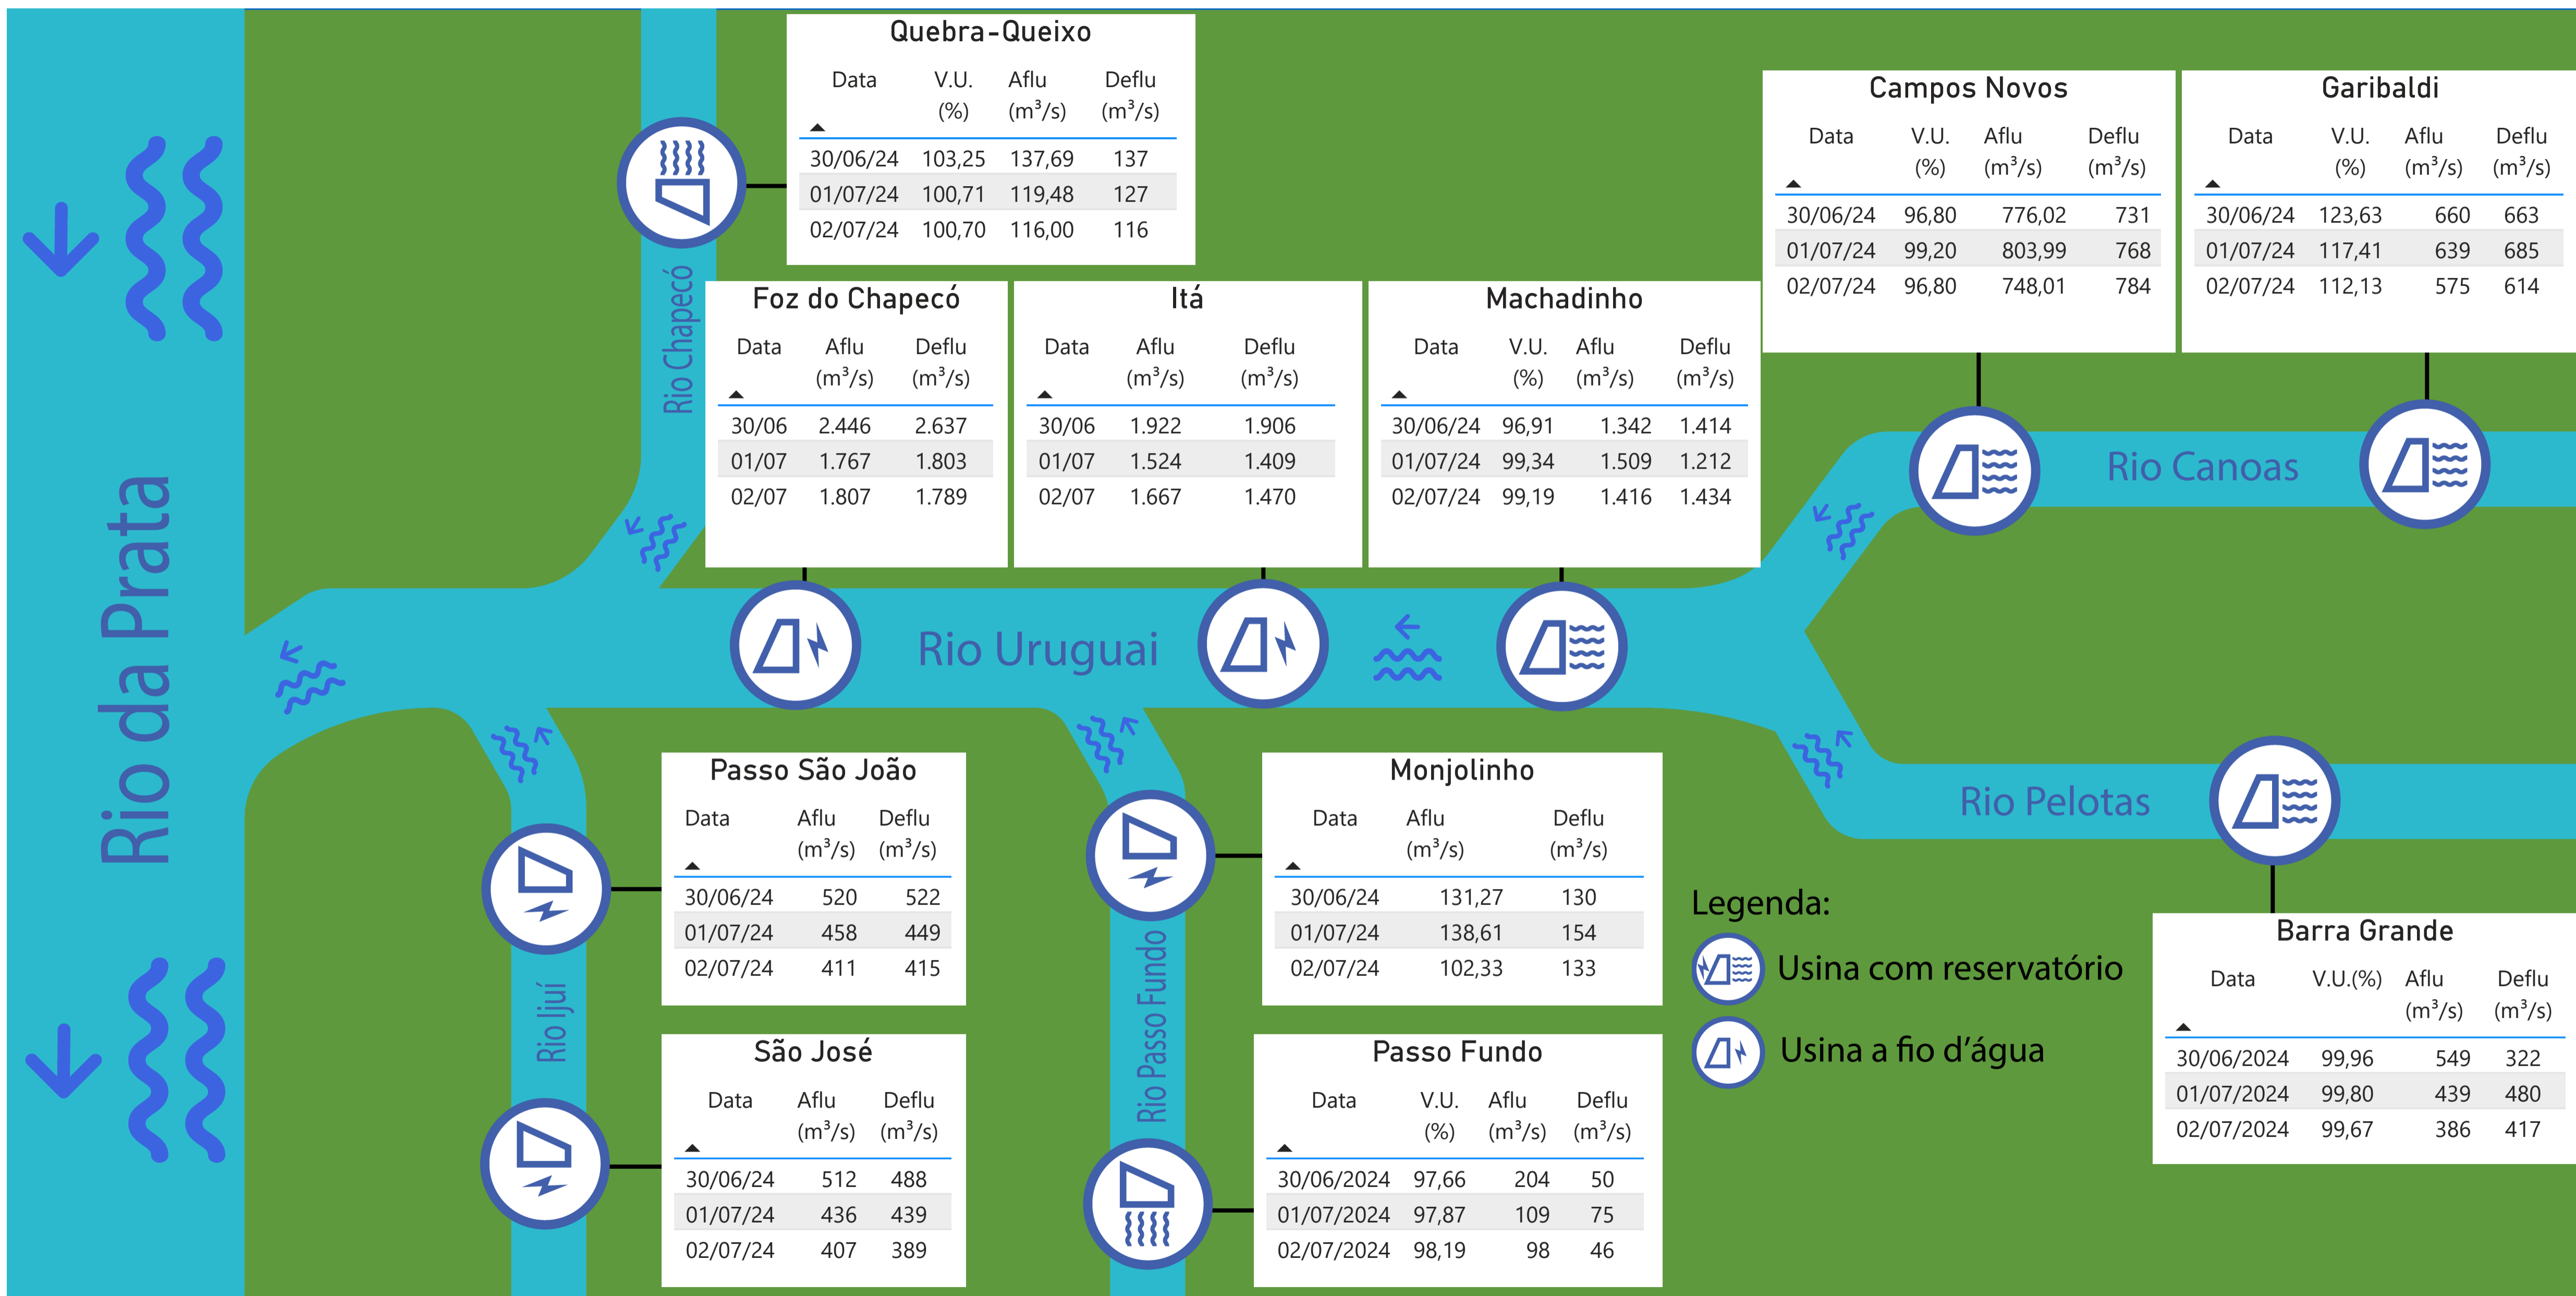 Rio da Prata
Quebra-Queixo
Data V.U. (%) Aflu (m³/s) Deflu (m³/s)
30/06/24 103,25 137,69 137
01/07/24 100,71 119,48 127
02/07/24 100,70 116,00 116
Rio Chapecó
Campos Novos
Data V.U. (%) Aflu (m³/s) Deflu (m³/s)
30/06/24 96,80 776,02 731
01/07/24 99,20 803,99 768
02/07/24 96,80 748,01 784
Garibaldi
Data V.U. (%) Aflu (m³/s) Deflu (m³/s)
30/06/24 123,63 660 663
01/07/24 117,41 639 685
02/07/24 112,13 575 614
Foz do Chapecó
Data Aflu (m³/s) Deflu (m³/s)
30/06 2.446 2.637
01/07 1.767 1.803
02/07 1.807 1.789
Itá
Data Aflu (m³/s) Deflu (m³/s)
30/06 1.922 1.906
01/07 1.524 1.409
02/07 1.667 1.470
Machadinho
Data V.U. (%) Aflu (m³/s) Deflu (m³/s)
30/06/24 96,91 1.342 1.414
01/07/24 99,34 1.509 1.212
02/07/24 99,19 1.416 1.434
Rio Canoas
Rio Uruguai
Rio Pelotas
Passo São João
Data Aflu (m³/s) Deflu (m³/s)
30/06/24 520 522
01/07/24 458 449
02/07/24 411 415
Rio Ijuí
São José
Data Aflu (m³/s) Deflu (m³/s)
30/06/24 512 488
01/07/24 436 439
02/07/24 407 389
Monjolinho
Data Aflu (m³/s) Deflu (m³/s)
30/06/24 131,27 130
01/07/24 138,61 154
02/07/24 102,33 133
Rio Passo Fundo
Passo Fundo
Data V.U. (%) Aflu (m³/s) Deflu (m³/s)
30/06/2024 97,66 204 50
01/07/2024 97,87 109 75
02/07/2024 98,19 98 46
Legenda:
Usina com reservatório
Usina a fio d'água
Barra Grande
Data V.U.(%) Aflu (m³/s) Deflu (m³/s)
30/06/2024 99,96 549 322
01/07/2024 99,80 439 480
02/07/2024 99,67 386 417